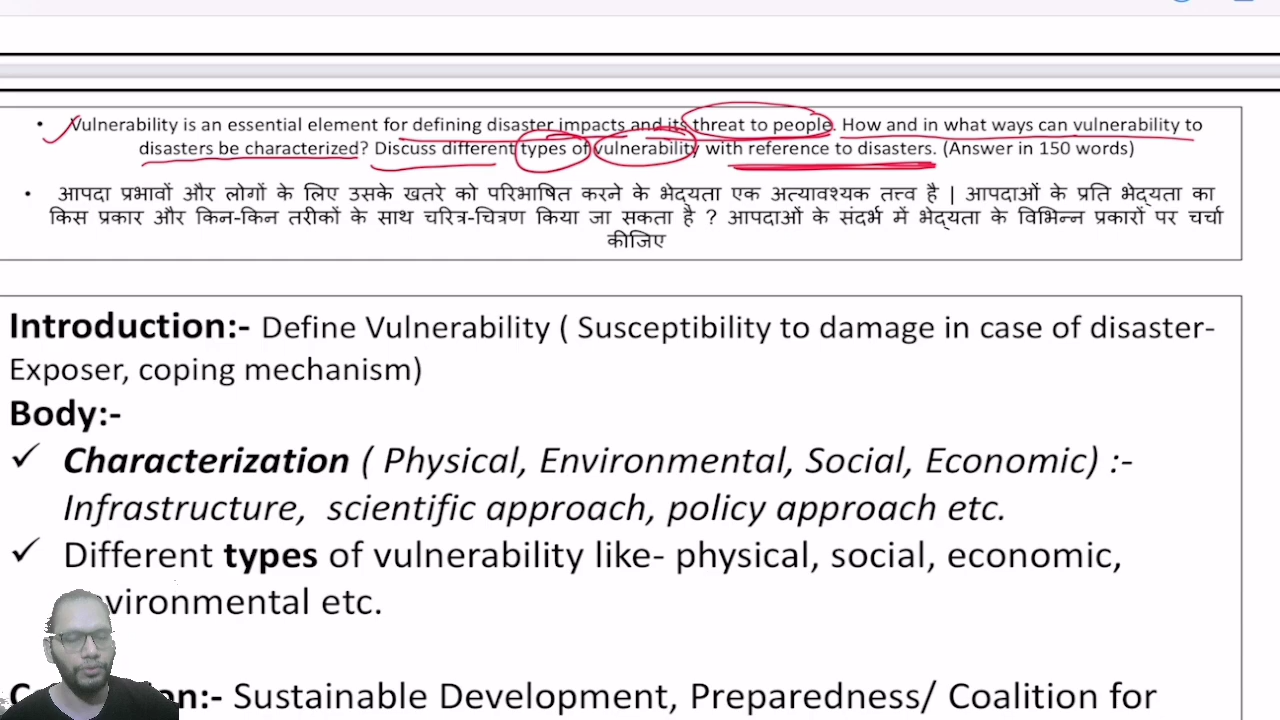 • Vulnerability is an essential element for defining disaster impacts and its threat to people. How and in what ways can vulnerability to
disasters be characterized? Discuss different types of vulnerability with reference to disasters. (Answer in 150 words)
• आपदा प्रभावों और लोगों के लिए उसके खतरे को परिभाषित करने के भेद्यता एक अत्यावश्यक तत्त्व है | आपदाओं के प्रति भेद्यता का
किस प्रकार और किन-किन तरीकों के साथ चरित्र-चित्रण किया जा सकता है ? आपदाओं के संदर्भ में भेद्यता के विभिन्न प्रकारों पर चर्चा
कीजिए
Introduction:- Define Vulnerability ( Susceptibility to damage in case of disaster-
Exposer, coping mechanism)
Body:-
✓ Characterization ( Physical, Environmental, Social, Economic) :-
Infrastructure, scientific approach, policy approach etc.
✓ Different types of vulnerability like- physical, social, economic,
etc.
Sustainable Development, Preparedness/ Coalition for